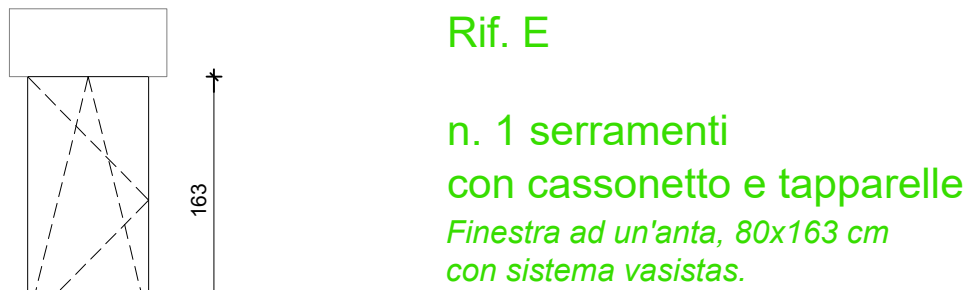 Rif. E
n. 1 serramenti
con cassonetto e tapparelle
163
Finestra ad un'anta, 80x163 cm
con sistema vasistas.